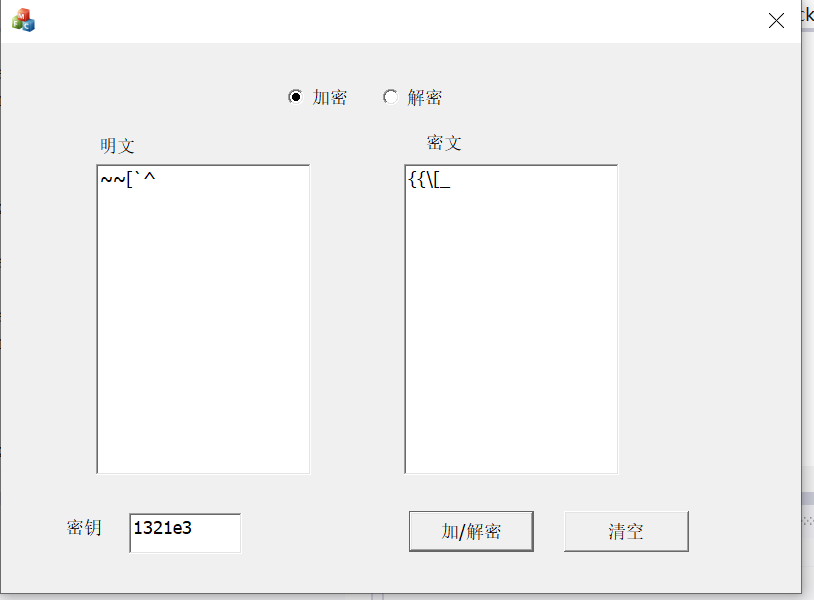 加密 解密
明文 密文
~~[`^ {{\[_
密钥 1321e3 加/解密 清空